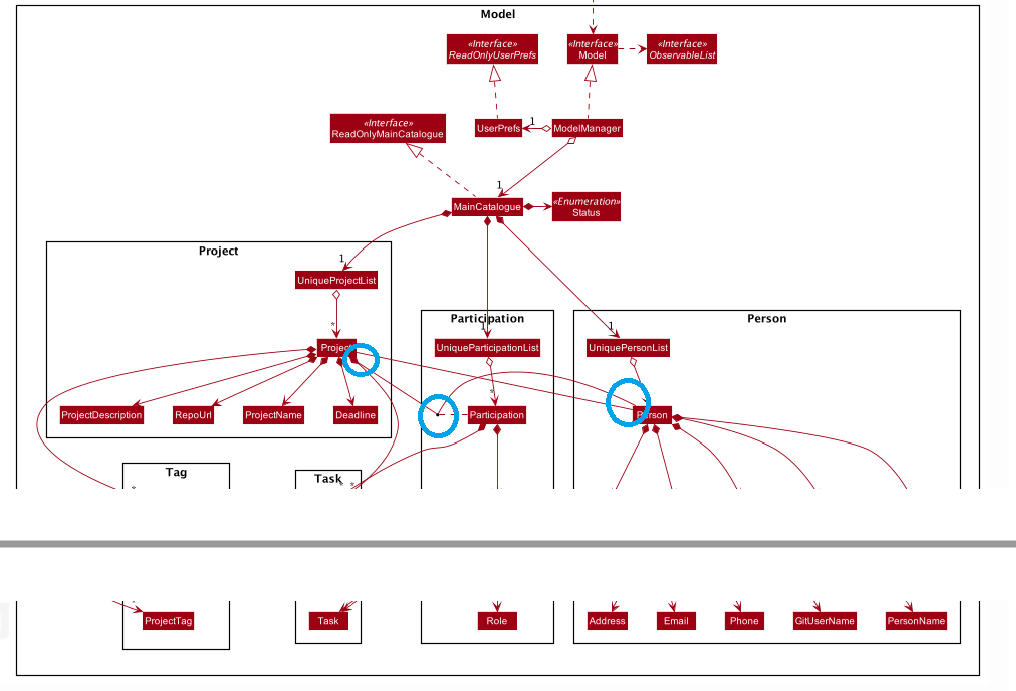 Model
«Interface»
ReadOnlyUserPrefs
«Interface»
Model
«Interface»
ObservableList
«Interface»
ReadOnlyMainCatalogue
UserPrefs
1
ModelManager
1
MainCatalogue
«Enumeration»
Status
Project
1
UniqueProjectList
*
Project
ProjectDescription
RepoUrl
ProjectName
Deadline
Participation
1
UniqueParticipationList
*
Participation
Person
1
UniquePersonList
Person
Tag
*
Task
* *
ProjectTag
Task
Role
Address
Email
Phone
GitUserName
PersonName